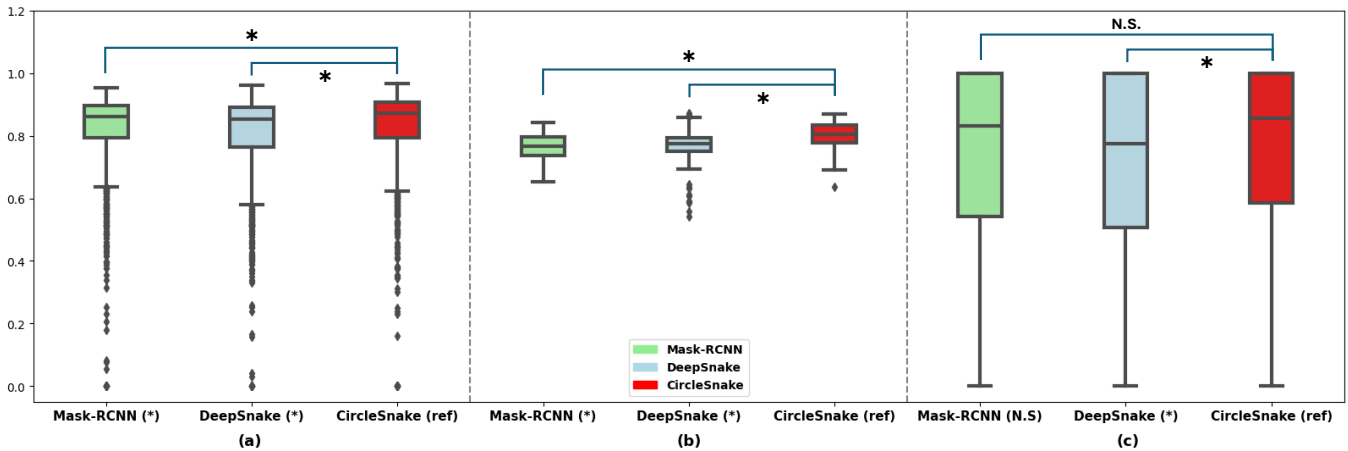 1.2
1.0
0.8
0.6
0.4
0.2
0.0
*
*
*
*
N.S.
*
Mask-RCNN
DeepSnake
CircleSnake
Mask-RCNN (*) DeepSnake (*) CircleSnake (ref) Mask-RCNN (*) DeepSnake (*) CircleSnake (ref) Mask-RCNN (N.S) DeepSnake (*) CircleSnake (ref)
(a) (b) (c)